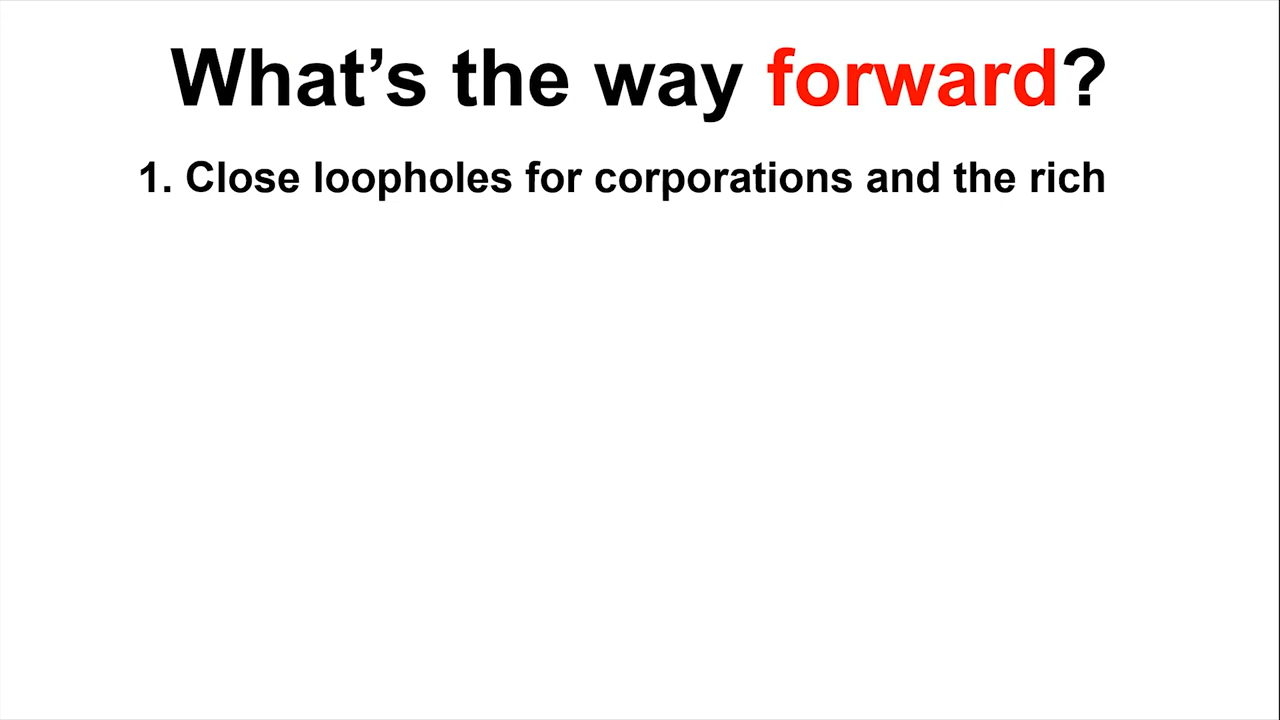 What’s the way forward?
1. Close loopholes for corporations and the rich